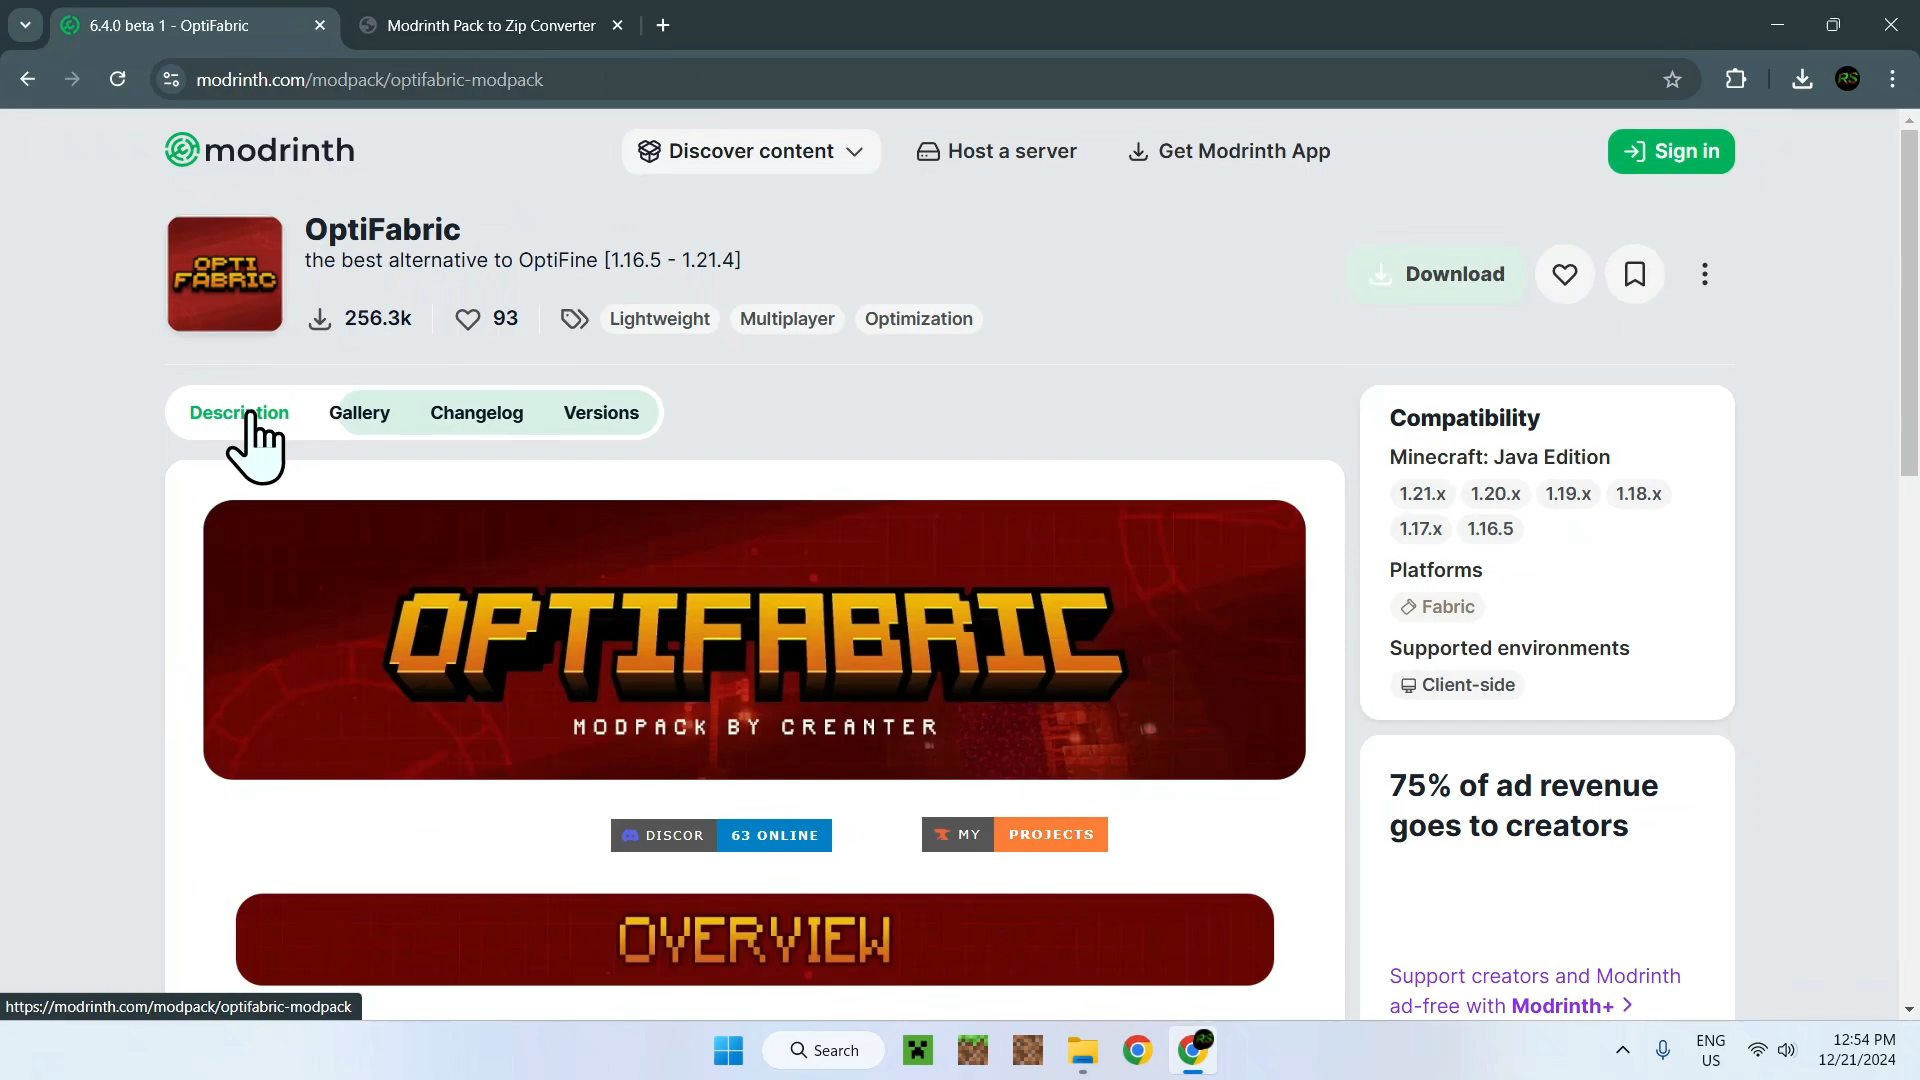 6.4.0 beta 1 - OptiFabric
Modrinth Pack to Zip Converter
modrinth.com/modpack/optifabric-modpack
RS
modrinth
Discover content
Host a server
Get Modrinth App
Sign in
OPTI
FABRIC
OptiFabric
the best alternative to OptiFine [1.16.5 - 1.21.4]
256.3k
93
Lightweight
Multiplayer
Optimization
Download
Description
Gallery
Changelog
Versions
OPTIFABRIC
MODPACK BY CREANTER
DISCOR
63 ONLINE
MY
PROJECTS
OVERVIEW
Compatibility
Minecraft: Java Edition
1.21.x
1.20.x
1.19.x
1.18.x
1.17.x
1.16.5
Platforms
Fabric
Supported environments
Client-side
75% of ad revenue
goes to creators
Support creators and Modrinth
ad-free with Modrinth+
https://modrinth.com/modpack/optifabric-modpack
Search
RS
ENG
US
12:54 PM
12/21/2024